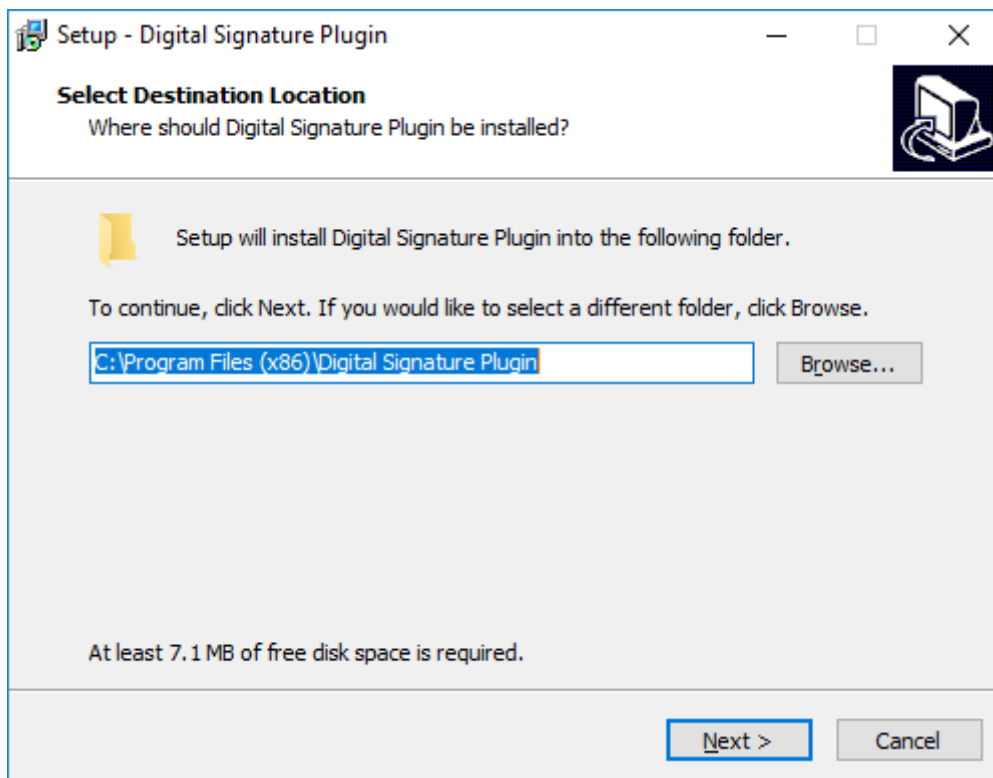 Setup - Digital Signature Plugin
Select Destination Location
Where should Digital Signature Plugin be installed?
Setup will install Digital Signature Plugin into the following folder.
To continue, click Next. If you would like to select a different folder, click Browse.
C:\Program Files (x86)\Digital Signature Plugin
Browse...
At least 7.1 MB of free disk space is required.
Next >
Cancel